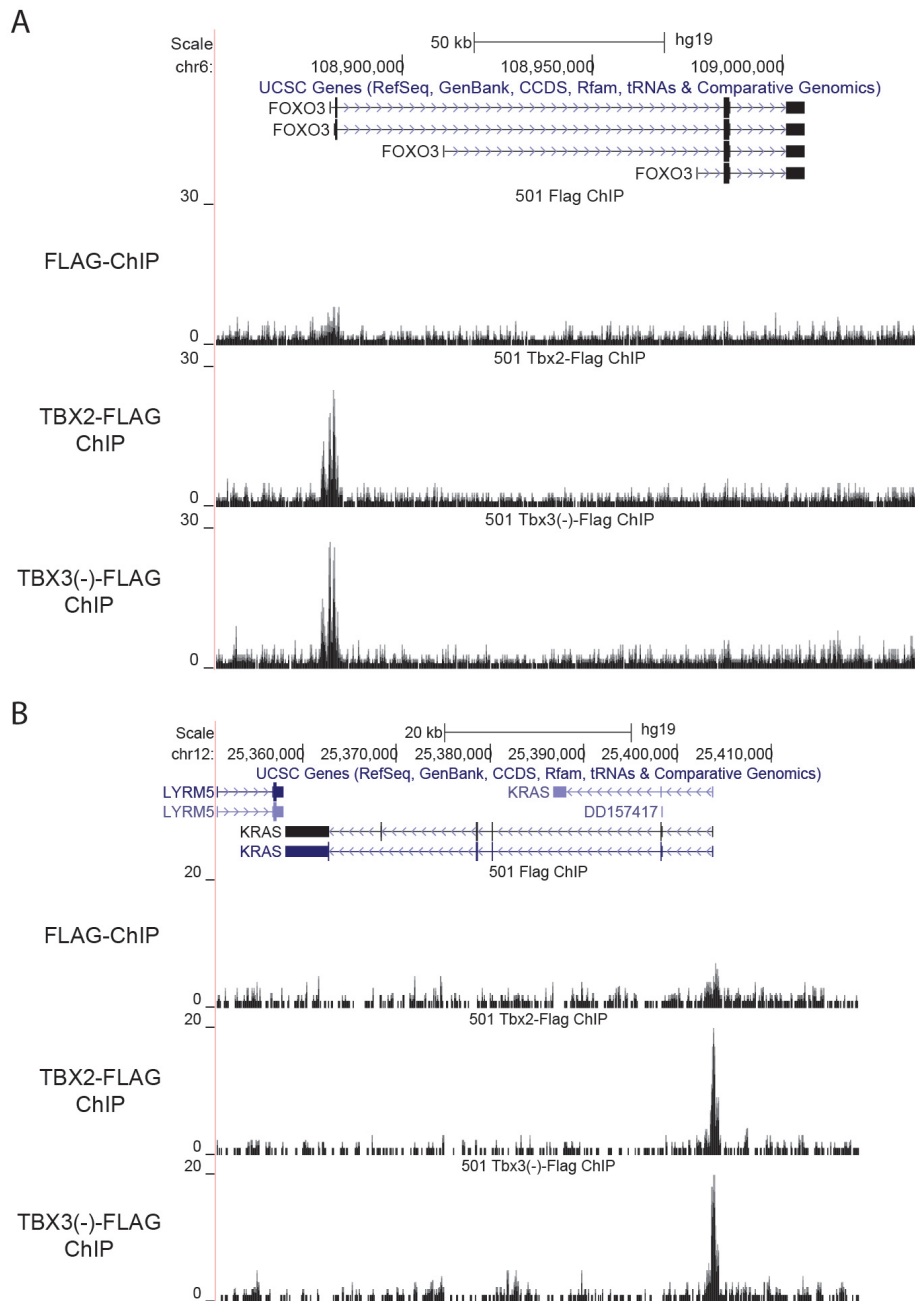 A
Scale
50 kb
hg19
chr6:
108,900,000
108,950,000
109,000,000
UCSC Genes (RefSeq, GenBank, CCDS, Rfam, tRNAs & Comparative Genomics)
FOXO3
FOXO3
FOXO3
FOXO3
501 Flag ChIP
30
FLAG-ChIP
0
501 Tbx2-Flag ChIP
30
TBX2-FLAG
ChIP
0
501 Tbx3(-)-Flag ChIP
30
TBX3(-)-FLAG
ChIP
0
B
Scale
20 kb
hg19
chr12:
25,360,000
25,370,000
25,380,000
25,390,000
25,400,000
25,410,000
UCSC Genes (RefSeq, GenBank, CCDS, Rfam, tRNAs & Comparative Genomics)
LYRM5
KRAS
LYRM5
DD157417
KRAS
KRAS
501 Flag ChIP
20
FLAG-ChIP
0
501 Tbx2-Flag ChIP
20
TBX2-FLAG
ChIP
0
501 Tbx3(-)-Flag ChIP
20
TBX3(-)-FLAG
ChIP
0